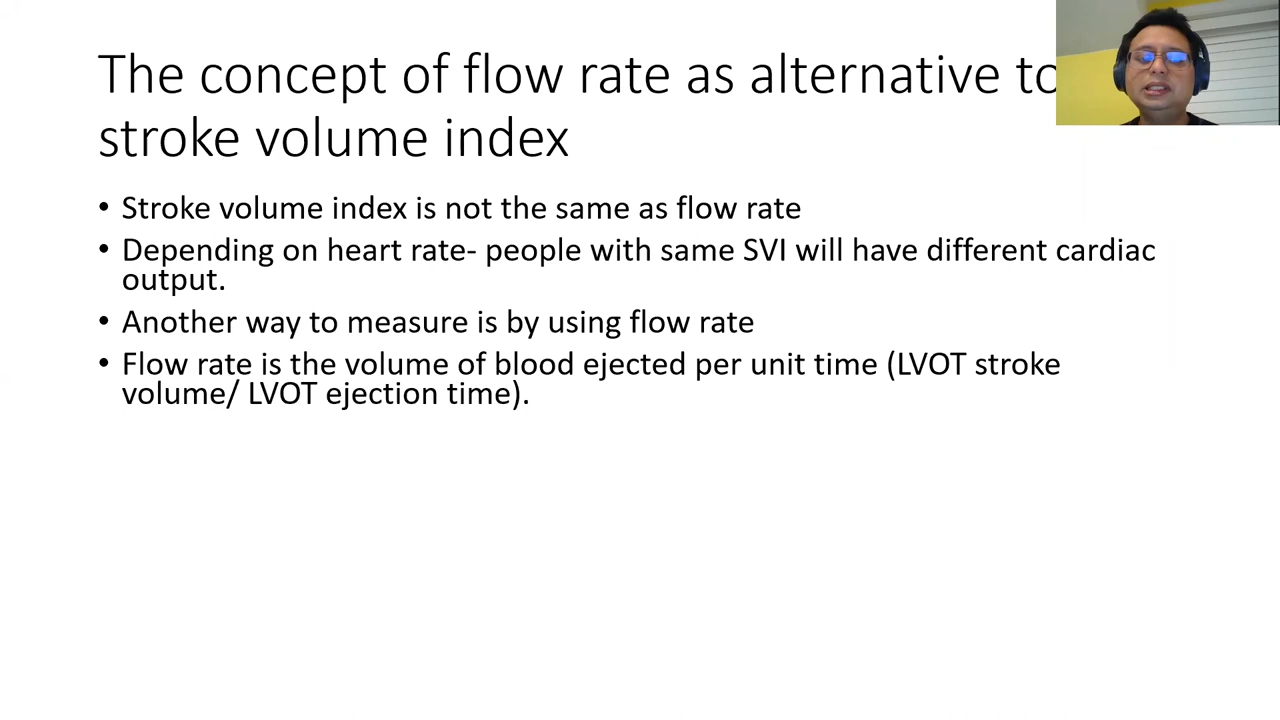 The concept of flow rate as alternative to
stroke volume index
• Stroke volume index is not the same as flow rate
• Depending on heart rate- people with same SVI will have different cardiac
output.
• Another way to measure is by using flow rate
• Flow rate is the volume of blood ejected per unit time (LVOT stroke
volume/ LVOT ejection time).